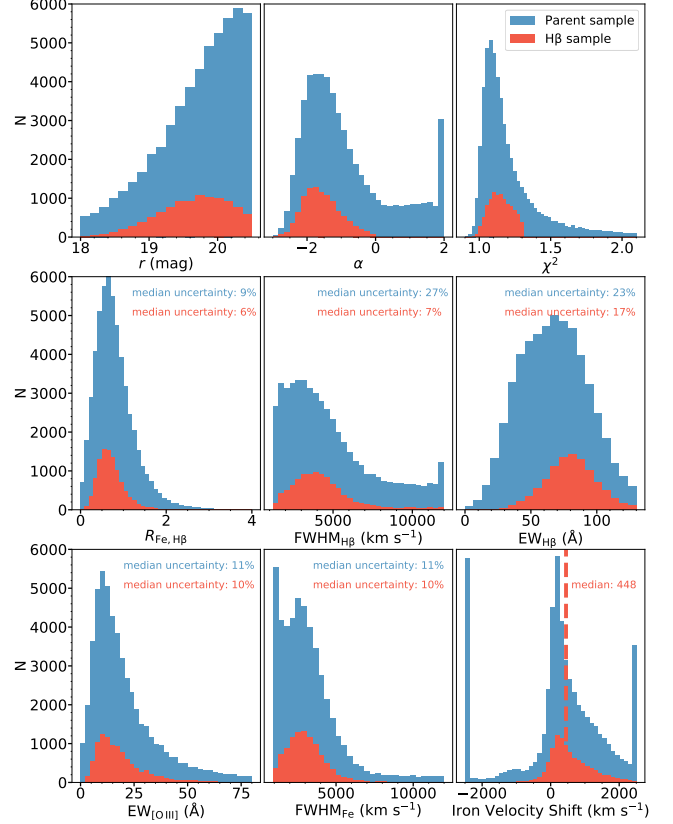 6000
5000
4000
3000
2000
1000
0
N
18 19 20
r (mag)
−2 0 2
α
Parent sample
Hβ sample
1.0 1.5 2.0
χ²
6000
5000
4000
3000
2000
1000
0
N
median uncertainty: 9%
median uncertainty: 6%
0 2 4
R_Fe, Hβ
median uncertainty: 27%
median uncertainty: 7%
5000 10000
FWHM_Hβ (km s⁻¹)
median uncertainty: 23%
median uncertainty: 17%
0 50 100
EW_Hβ (Å)
6000
5000
4000
3000
2000
1000
0
N
median uncertainty: 11%
median uncertainty: 10%
0 25 50 75
EW_[OIII] (Å)
median uncertainty: 11%
median uncertainty: 10%
5000 10000
FWHM_Fe (km s⁻¹)
median: 448
−2000 0 2000
Iron Velocity Shift (km s⁻¹)